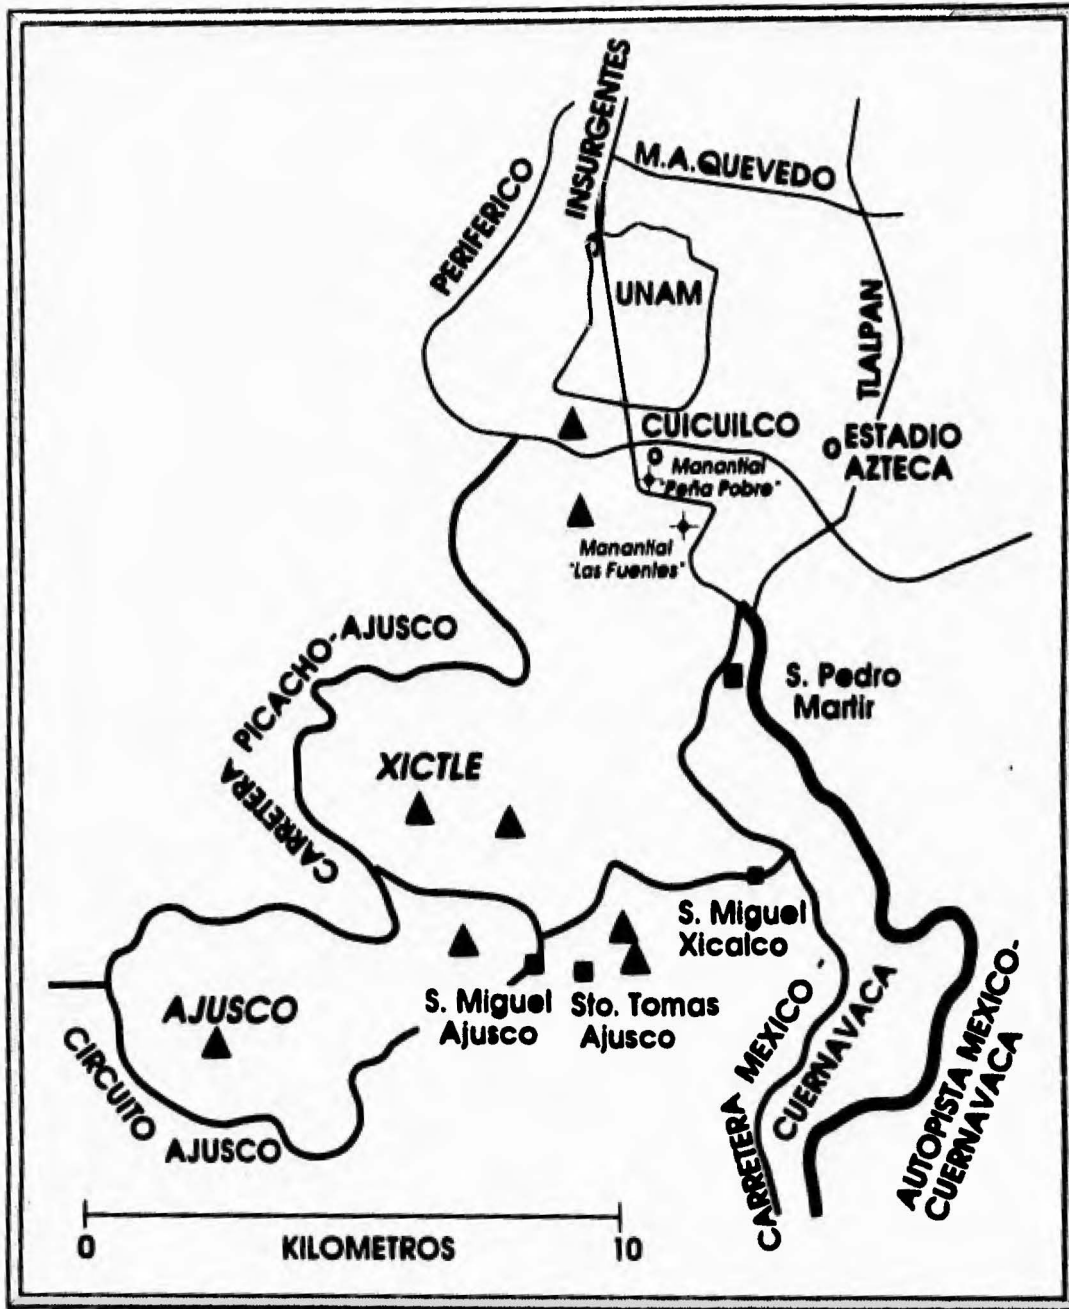 INSURGENTES
M.A.QUEVEDO
PERIFERICO
UNAM
TLALPAN
CUICUILCO
ESTADIO
AZTECA
Manantial
"Peña Pobre"
Manantial
"Las Fuentes"
CARRETERA PICACHO-AJUSCO
S. Pedro
Martir
XICTLE
S. Miguel
Xicalco
S. Miguel
Ajusco
Sto. Tomas
Ajusco
AJUSCO
CIRCUITO AJUSCO
CARRETERA MEXICO-
CUERNAVACA
AUTOPISTA MEXICO-
CUERNAVACA
0 KILOMETROS 10